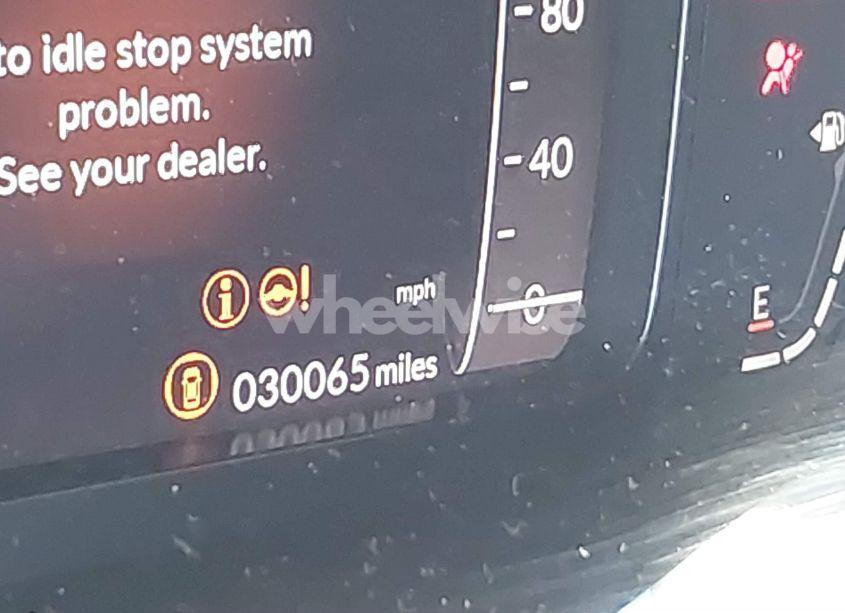 to idle stop system
problem.
See your dealer.
80
40
mph
0
E
030065 miles
wheelwise